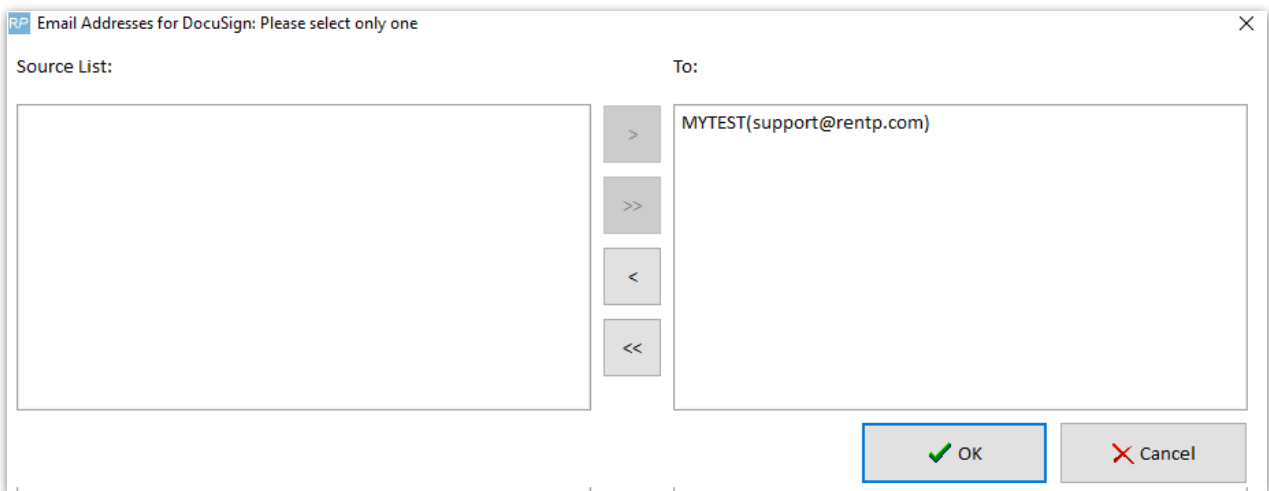 RP Email Addresses for DocuSign: Please select only one
Source List:
To:
MYTEST(support@rentp.com)
>
>>
<
<<
OK
Cancel